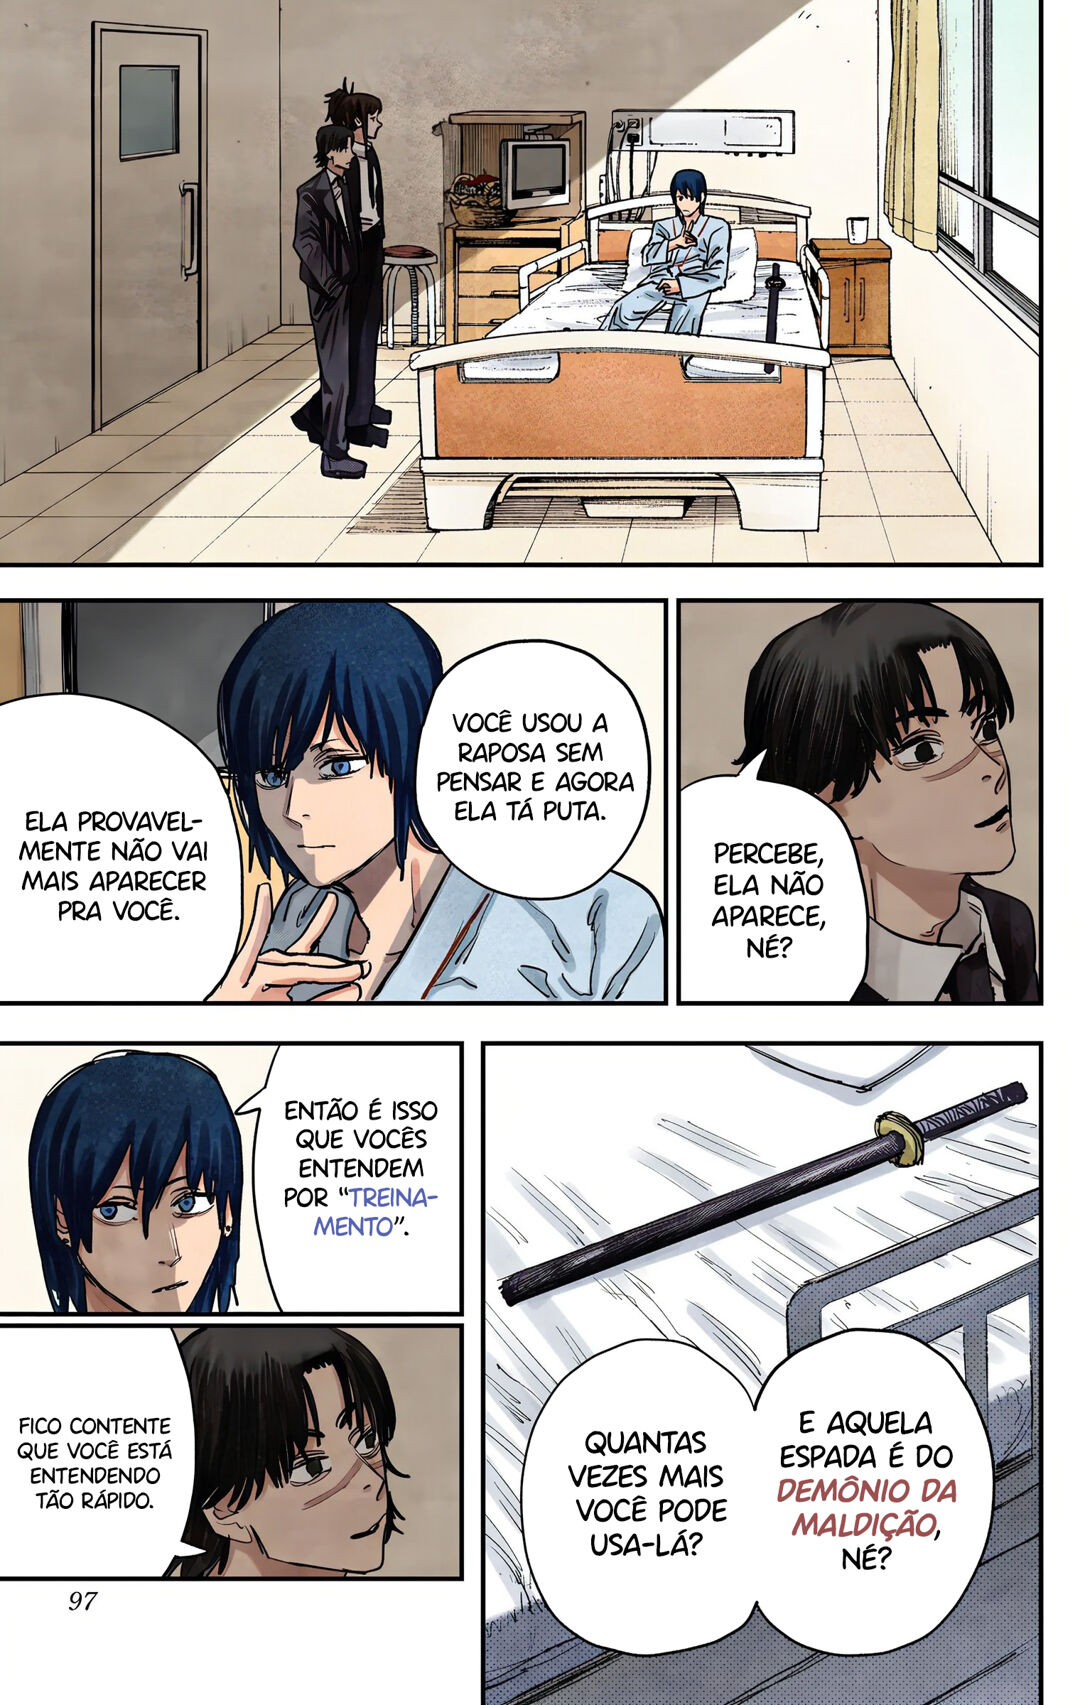 PERCEBE,
ELA NÃO
APARECE,
NÉ?
VOCÊ USOU A
RAPOSA SEM
PENSAR E AGORA
ELA TÁ PUTA.
ELA PROVAVEL-
MENTE NÃO VAI
MAIS APARECER
PRA VOCÊ.
E AQUELA
ESPADA É DO
DEMÔNIO DA
MALDIÇÃO,
NÉ?
QUANTAS
VEZES MAIS
VOCÊ PODE
USA-LÁ?
ENTÃO É ISSO
QUE VOCÊS
ENTENDEM
POR “TREINA-
MENTO”.
FICO CONTENTE
QUE VOCÊ ESTÁ
ENTENDENDO
TÃO RÁPIDO.
97